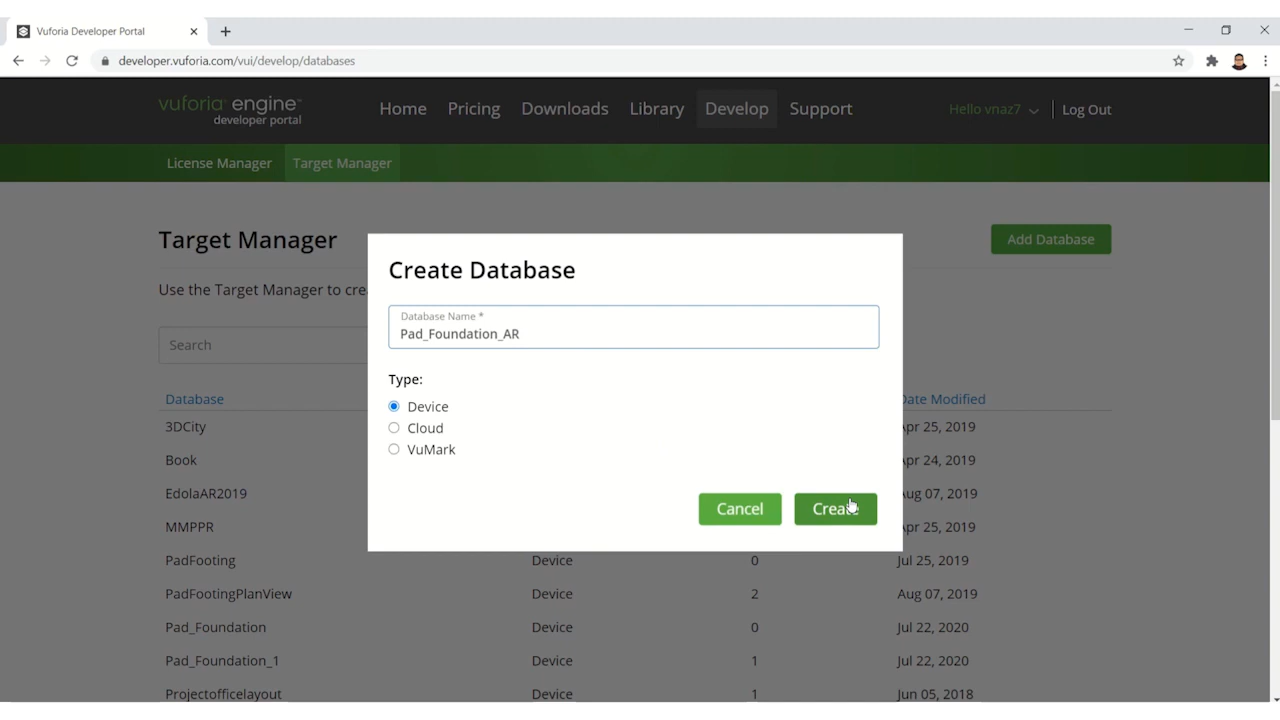 Vuforia Developer Portal
developer.vuforia.com/vui/develop/databases
vuforia engine
developer portal
Home Pricing Downloads Library Develop Support
Hello vnaz7 Log Out
License Manager Target Manager
Target Manager
Add Database
Use the Target Manager to cre
Search
Create Database
Database Name *
Pad_Foundation_AR
Type:
Device
Cloud
VuMark
Cancel Create
Database Date Modified
3DCity Apr 25, 2019
Book Apr 24, 2019
EdolaAR2019 Aug 07, 2019
MMPPR Apr 25, 2019
PadFooting Device 0 Jul 25, 2019
PadFootingPlanView Device 2 Aug 07, 2019
Pad_Foundation Device 0 Jul 22, 2020
Pad_Foundation_1 Device 1 Jul 22, 2020
Projectofficelayout Device 1 Jun 05, 2018